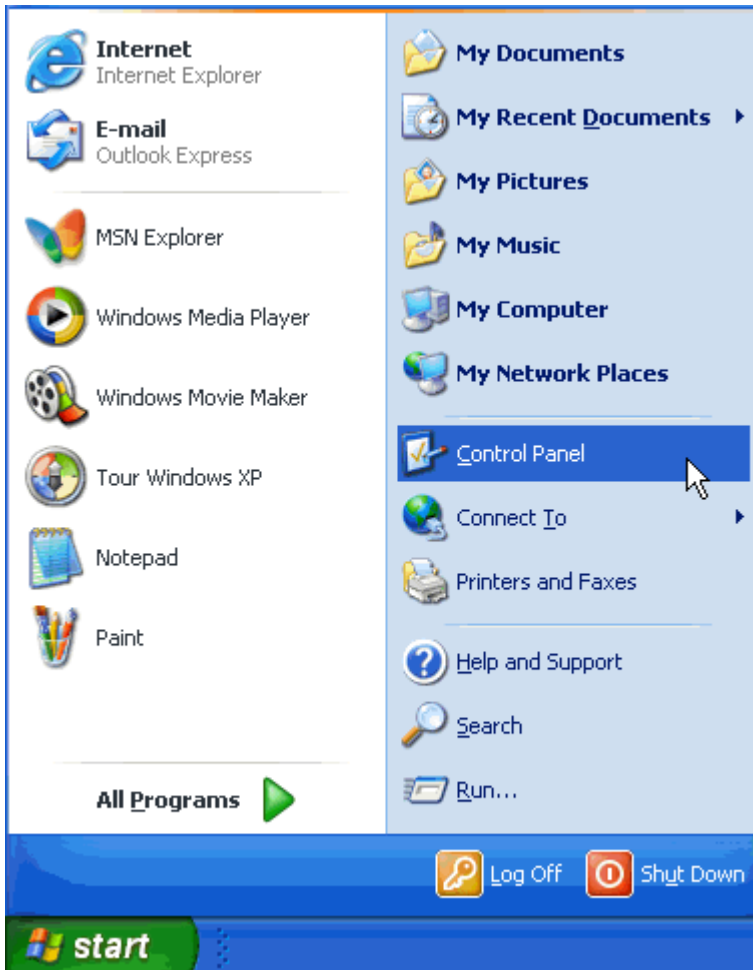 Internet
Internet Explorer
E-mail
Outlook Express
MSN Explorer
Windows Media Player
Windows Movie Maker
Tour Windows XP
Notepad
Paint
All Programs
My Documents
My Recent Documents
My Pictures
My Music
My Computer
My Network Places
Control Panel
Connect To
Printers and Faxes
Help and Support
Search
Run...
Log Off
Shut Down
start